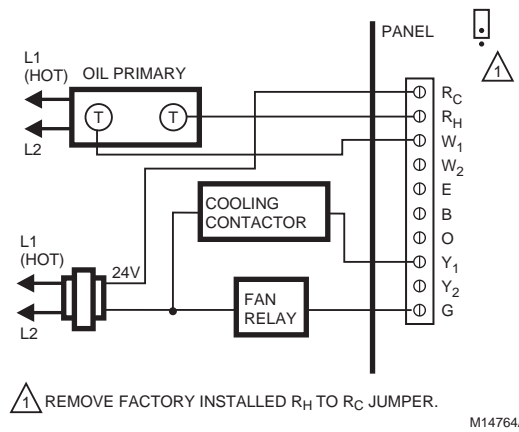 PANEL
L1
(HOT)
OIL PRIMARY
1
T
T
L2
RC
RH
W1
W2
E
B
O
Y1
Y2
G
COOLING
CONTACTOR
L1
(HOT)
24V
L2
FAN
RELAY
1 REMOVE FACTORY INSTALLED RH TO RC JUMPER.